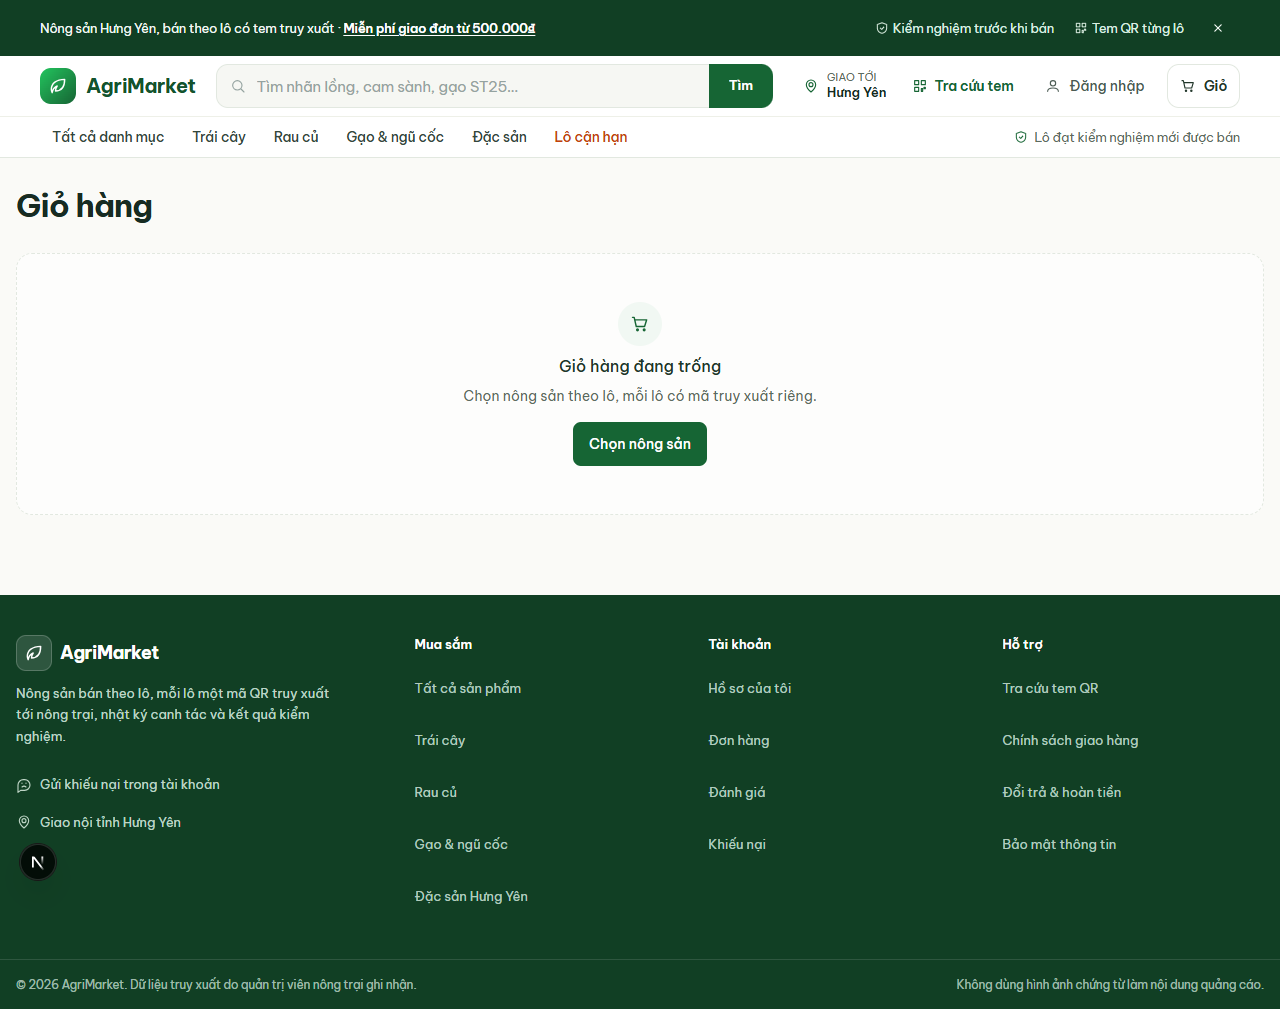 Nông sản Hưng Yên, bán theo lô có tem truy xuất · Miễn phí giao đơn từ 500.000₫
Kiểm nghiệm trước khi bán
Tem QR từng lô
AgriMarket
Tìm nhãn lồng, cam sành, gạo ST25...
Tìm
GIAO TỚI
Hưng Yên
Tra cứu tem
Đăng nhập
Giỏ
Tất cả danh mục
Trái cây
Rau củ
Gạo & ngũ cốc
Đặc sản
Lô cận hạn
Lô đạt kiểm nghiệm mới được bán
Giỏ hàng
Giỏ hàng đang trống
Chọn nông sản theo lô, mỗi lô có mã truy xuất riêng.
Chọn nông sản
AgriMarket
Nông sản bán theo lô, mỗi lô một mã QR truy xuất
tới nông trại, nhật ký canh tác và kết quả kiểm
nghiệm.
Gửi khiếu nại trong tài khoản
Giao nội tỉnh Hưng Yên
N
Mua sắm
Tất cả sản phẩm
Trái cây
Rau củ
Gạo & ngũ cốc
Đặc sản Hưng Yên
Tài khoản
Hồ sơ của tôi
Đơn hàng
Đánh giá
Khiếu nại
Hỗ trợ
Tra cứu tem QR
Chính sách giao hàng
Đổi trả & hoàn tiền
Bảo mật thông tin
© 2026 AgriMarket. Dữ liệu truy xuất do quản trị viên nông trại ghi nhận.
Không dùng hình ảnh chứng từ làm nội dung quảng cáo.